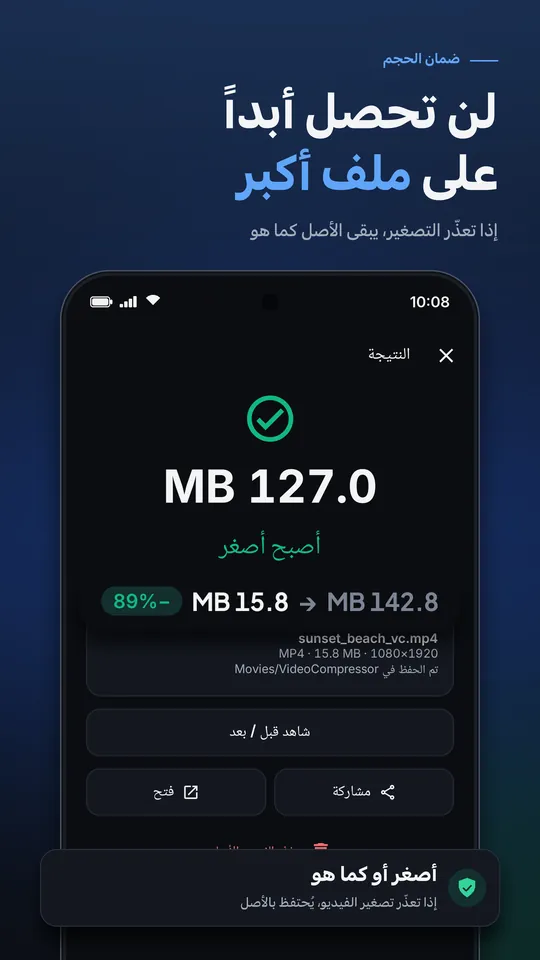 ضمان الحجم
لن تحصل أبداً
على ملف أكبر
إذا تعذّر التصغير، يبقى الأصل كما هو
10:08
النتيجة
MB 127.0
أصبح أصغر
MB 142.8 → MB 15.8 89%−
sunset_beach_vc.mp4
MP4 · 15.8 MB · 1080×1920
تم الحفظ في Movies/VideoCompressor
شاهد قبل / بعد
مشاركة
فتح
أصغر أو كما هو
إذا تعذّر تصغير الفيديو، يُحتفظ بالأصل